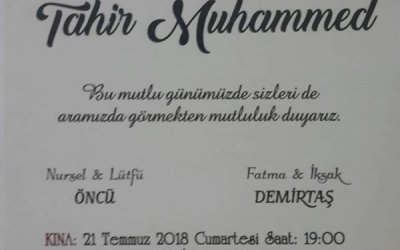 Tahir Muhammed
Bu mutlu günümüzde sizleri de
aramızda görmekten mutluluk duyarız.
Nursel & Lütfü Fatma & İkşak
ÖNCÜ DEMİRTAŞ
KINA: 21 Temmuz 2018 Cumartesi Saat: 19:00